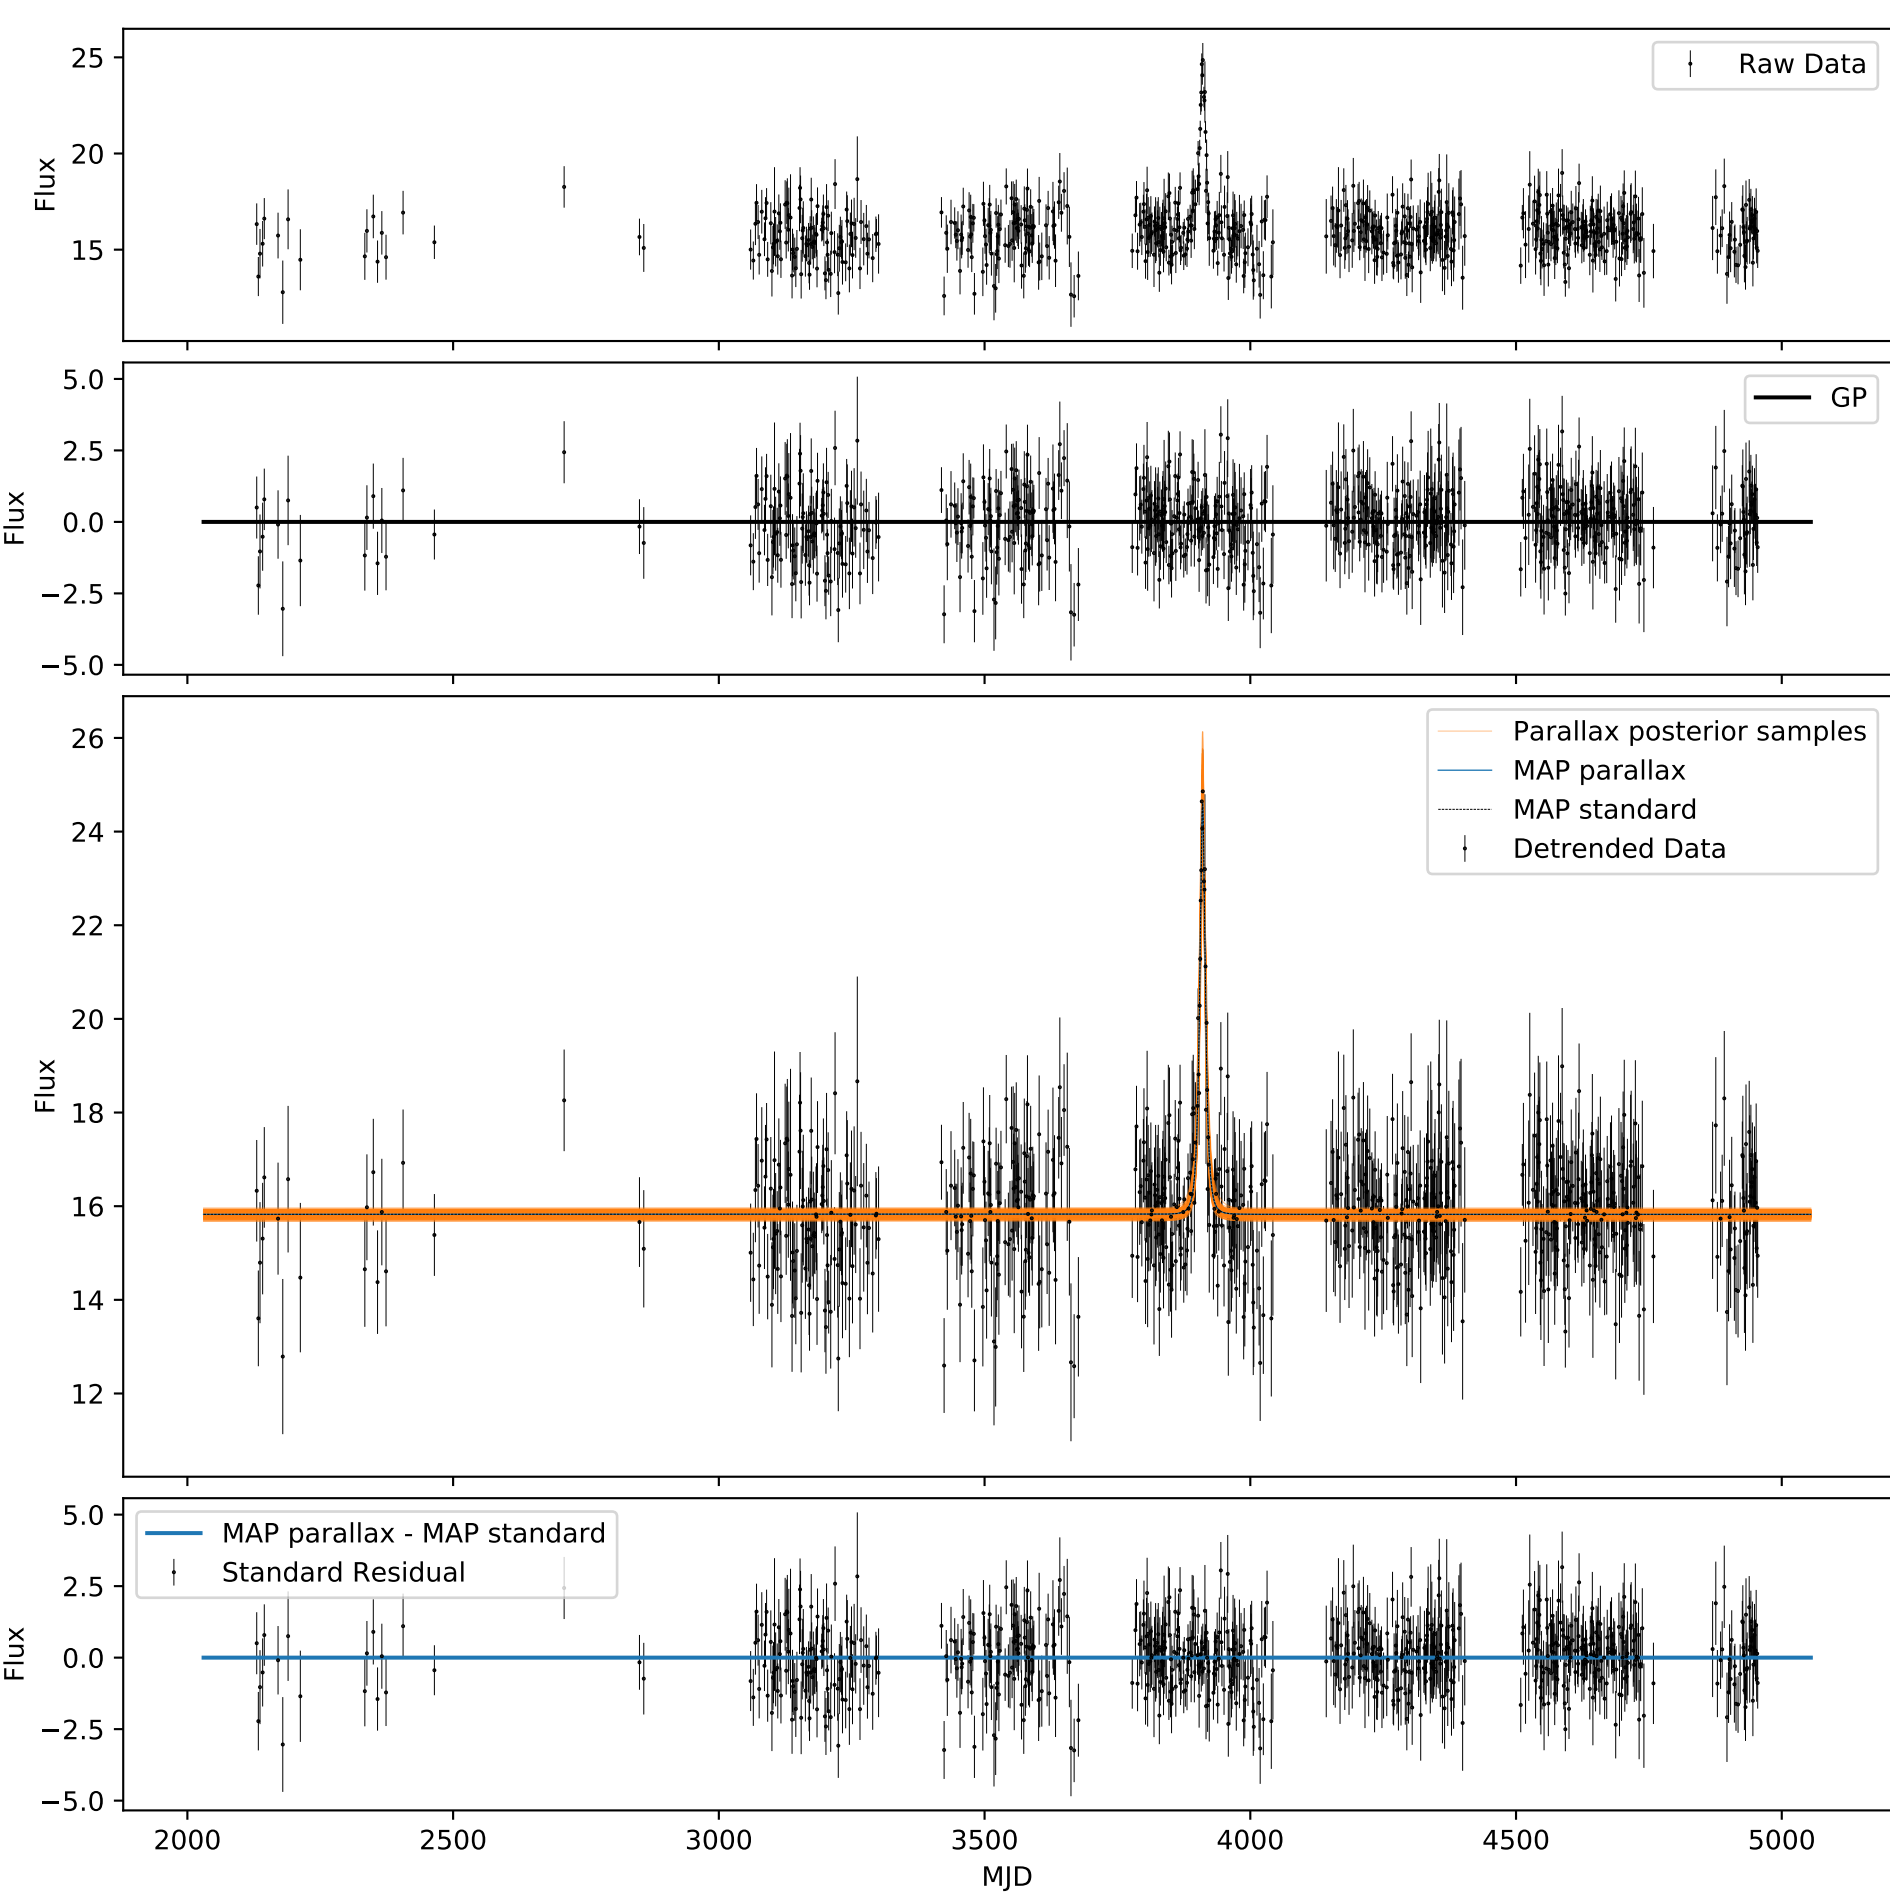 25
20
15
Flux
Raw Data
5.0
2.5
0.0
−2.5
−5.0
Flux
GP
26
24
22
20
18
16
14
12
Flux
Parallax posterior samples
MAP parallax
MAP standard
Detrended Data
5.0
2.5
0.0
−2.5
−5.0
Flux
MAP parallax - MAP standard
Standard Residual
2000 2500 3000 3500 4000 4500 5000
MJD